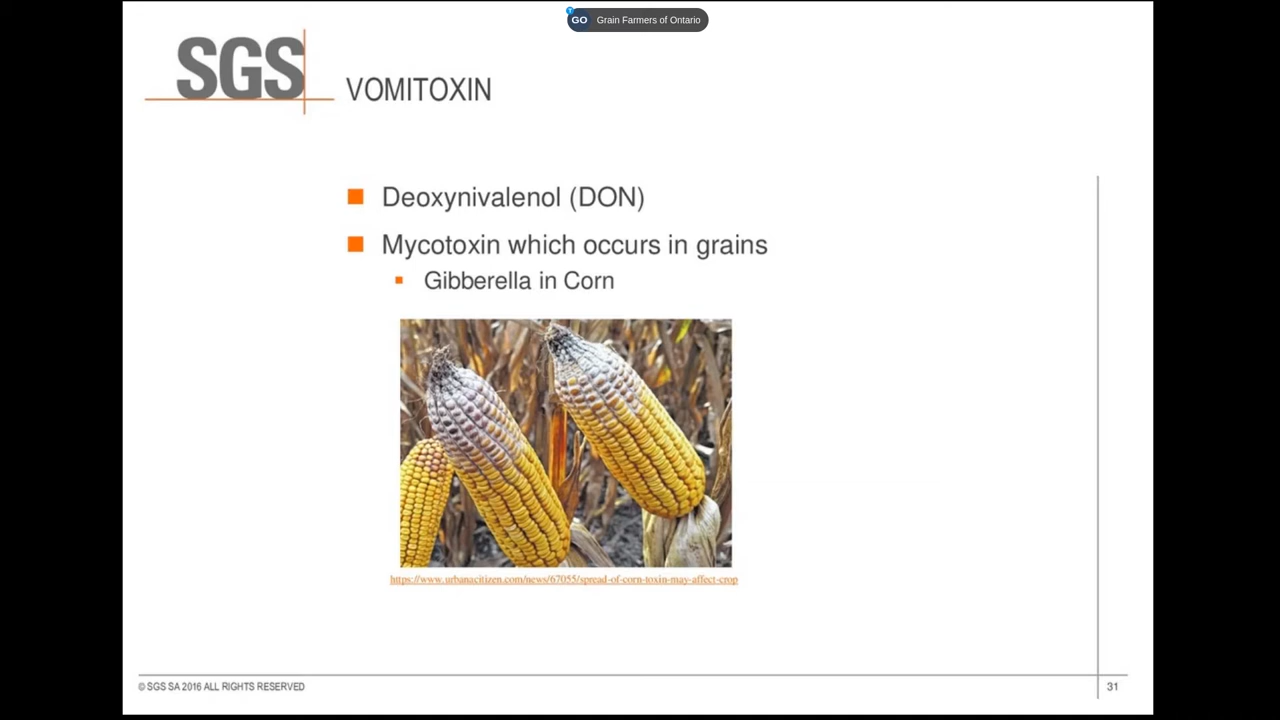 GO Grain Farmers of Ontario
SGS
VOMITOXIN
Deoxynivalenol (DON)
Mycotoxin which occurs in grains
Gibberella in Corn
https://www.urbanacitizen.com/news/67055/spread-of-corn-toxin-may-affect-crop
© SGS SA 2016 ALL RIGHTS RESERVED
31